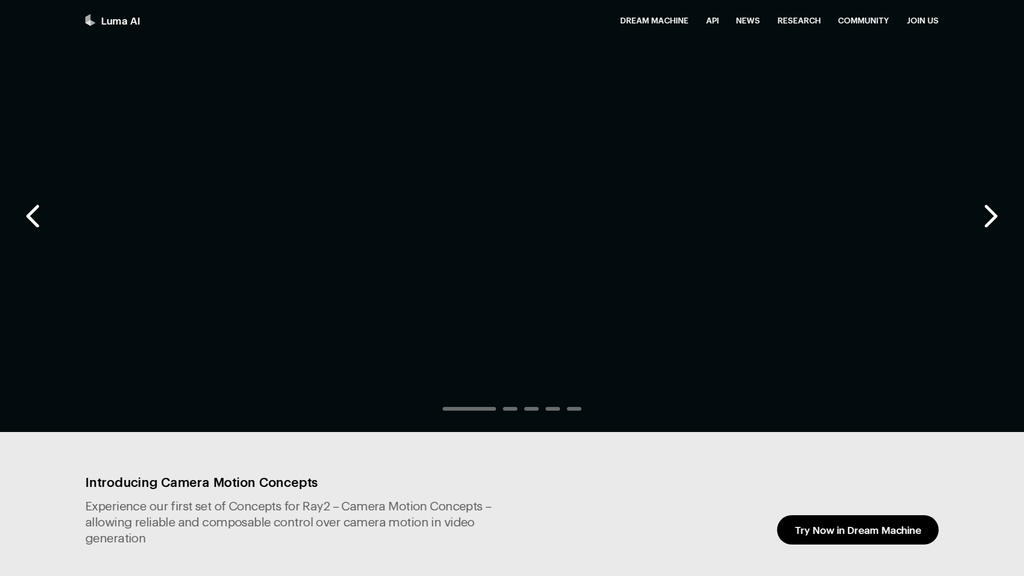 Luma AI
DREAM MACHINE API NEWS RESEARCH COMMUNITY JOIN US
Introducing Camera Motion Concepts
Experience our first set of Concepts for Ray2 – Camera Motion Concepts –
allowing reliable and composable control over camera motion in video
generation
Try Now in Dream Machine